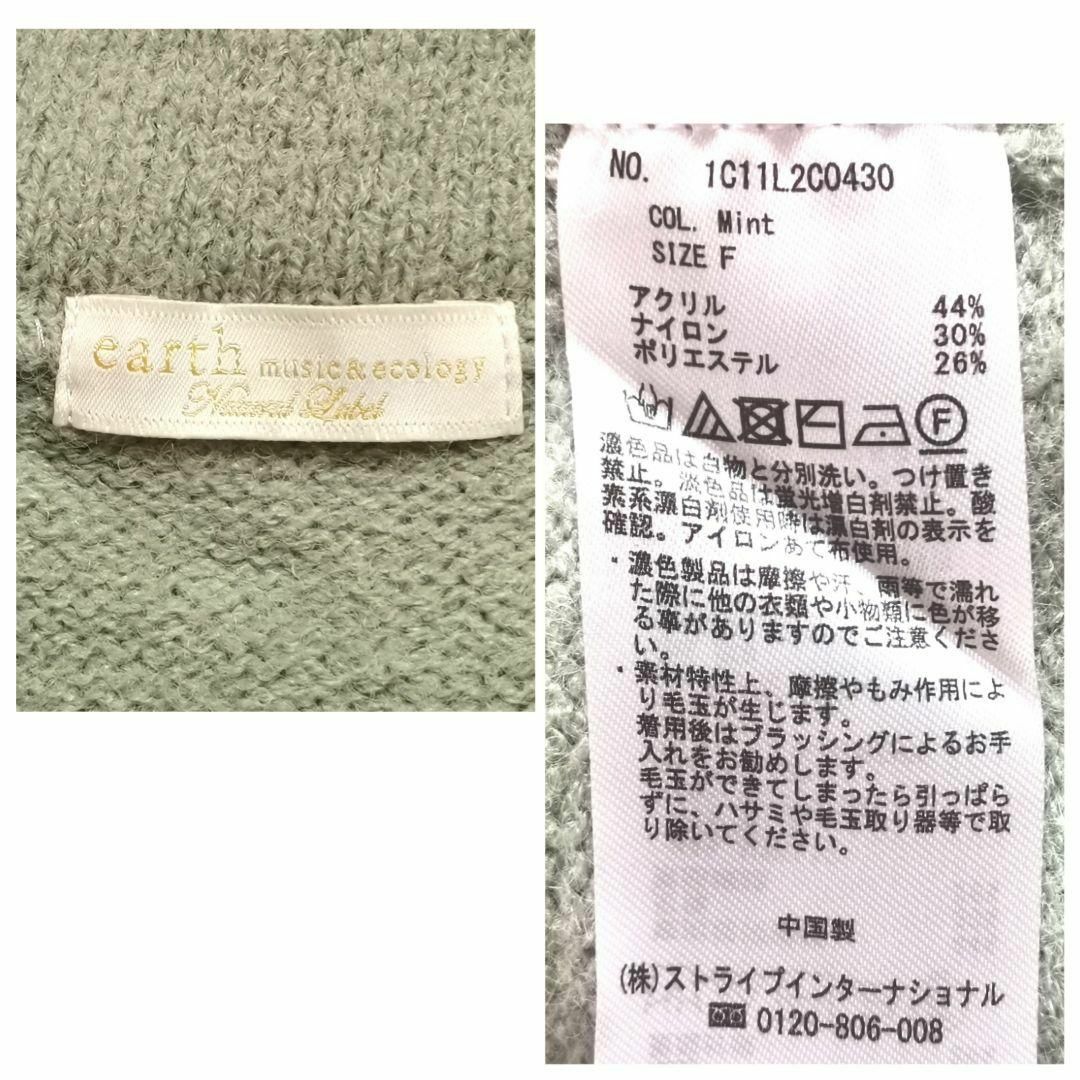 earth music&ecology
Natural Label
NO. 1C11L2C0430
COL. Mint
SIZE F
アクリル 44%
ナイロン 30%
ポリエステル 26%
F
濃色品は白物と分別洗い。つけ置き
禁止。淡色品は蛍光増白剤禁止。酸
素系漂白剤使用際は漂白剤の表示を
確認。アイロンあて布使用。
・濃色製品は摩擦や汗、雨等で濡れ
た際に他の衣類や小物類に色が移
る事がありますのでご注意くださ
い。
・素材特性上、摩擦やもみ作用によ
り毛玉が生じます。
着用後はブラッシングによるお手
入れをお勧めします。
毛玉ができてしまったら引っぱら
ずに、ハサミや毛玉取り器等で取
り除いてください。
中国製
(株)ストライプインターナショナル
0120-806-008